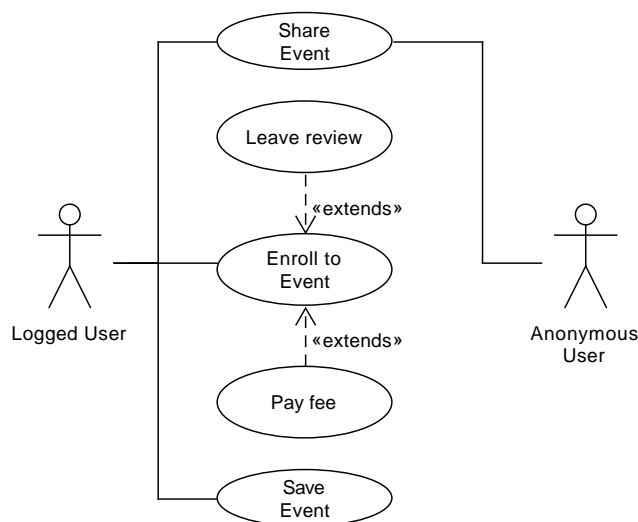 Share
Event
Leave review
«extends»
Enroll to
Event
Logged User
Anonymous
User
«extends»
Pay fee
Save
Event